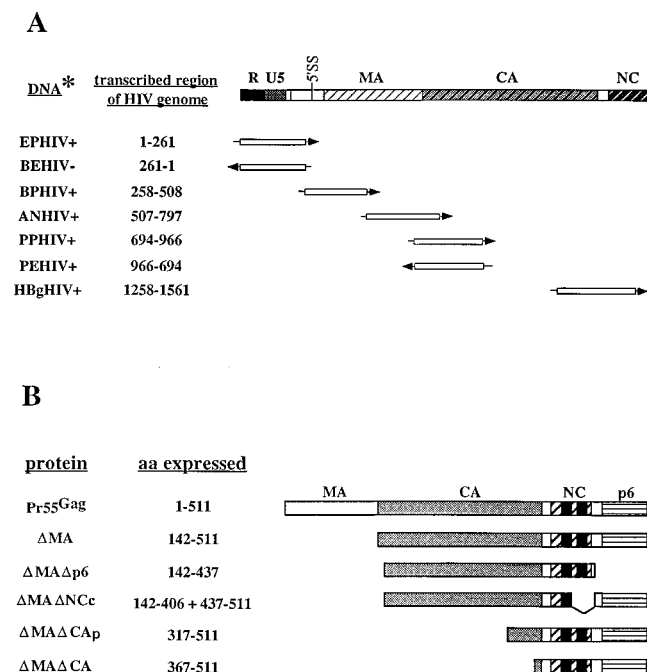 A
DNA* transcribed region of HIV genome
R U5 5'SS MA CA NC
EPHIV+ 1-261
BEHIV- 261-1
BPHIV+ 258-508
ANHIV+ 507-797
PPHIV+ 694-966
PEHIV+ 966-694
HBgHIV+ 1258-1561
B
protein aa expressed
MA CA NC p6
Pr55Gag 1-511
ΔMA 142-511
ΔMAΔp6 142-437
ΔMAΔNCc 142-406 + 437-511
ΔMAΔCAp 317-511
ΔMAΔCA 367-511